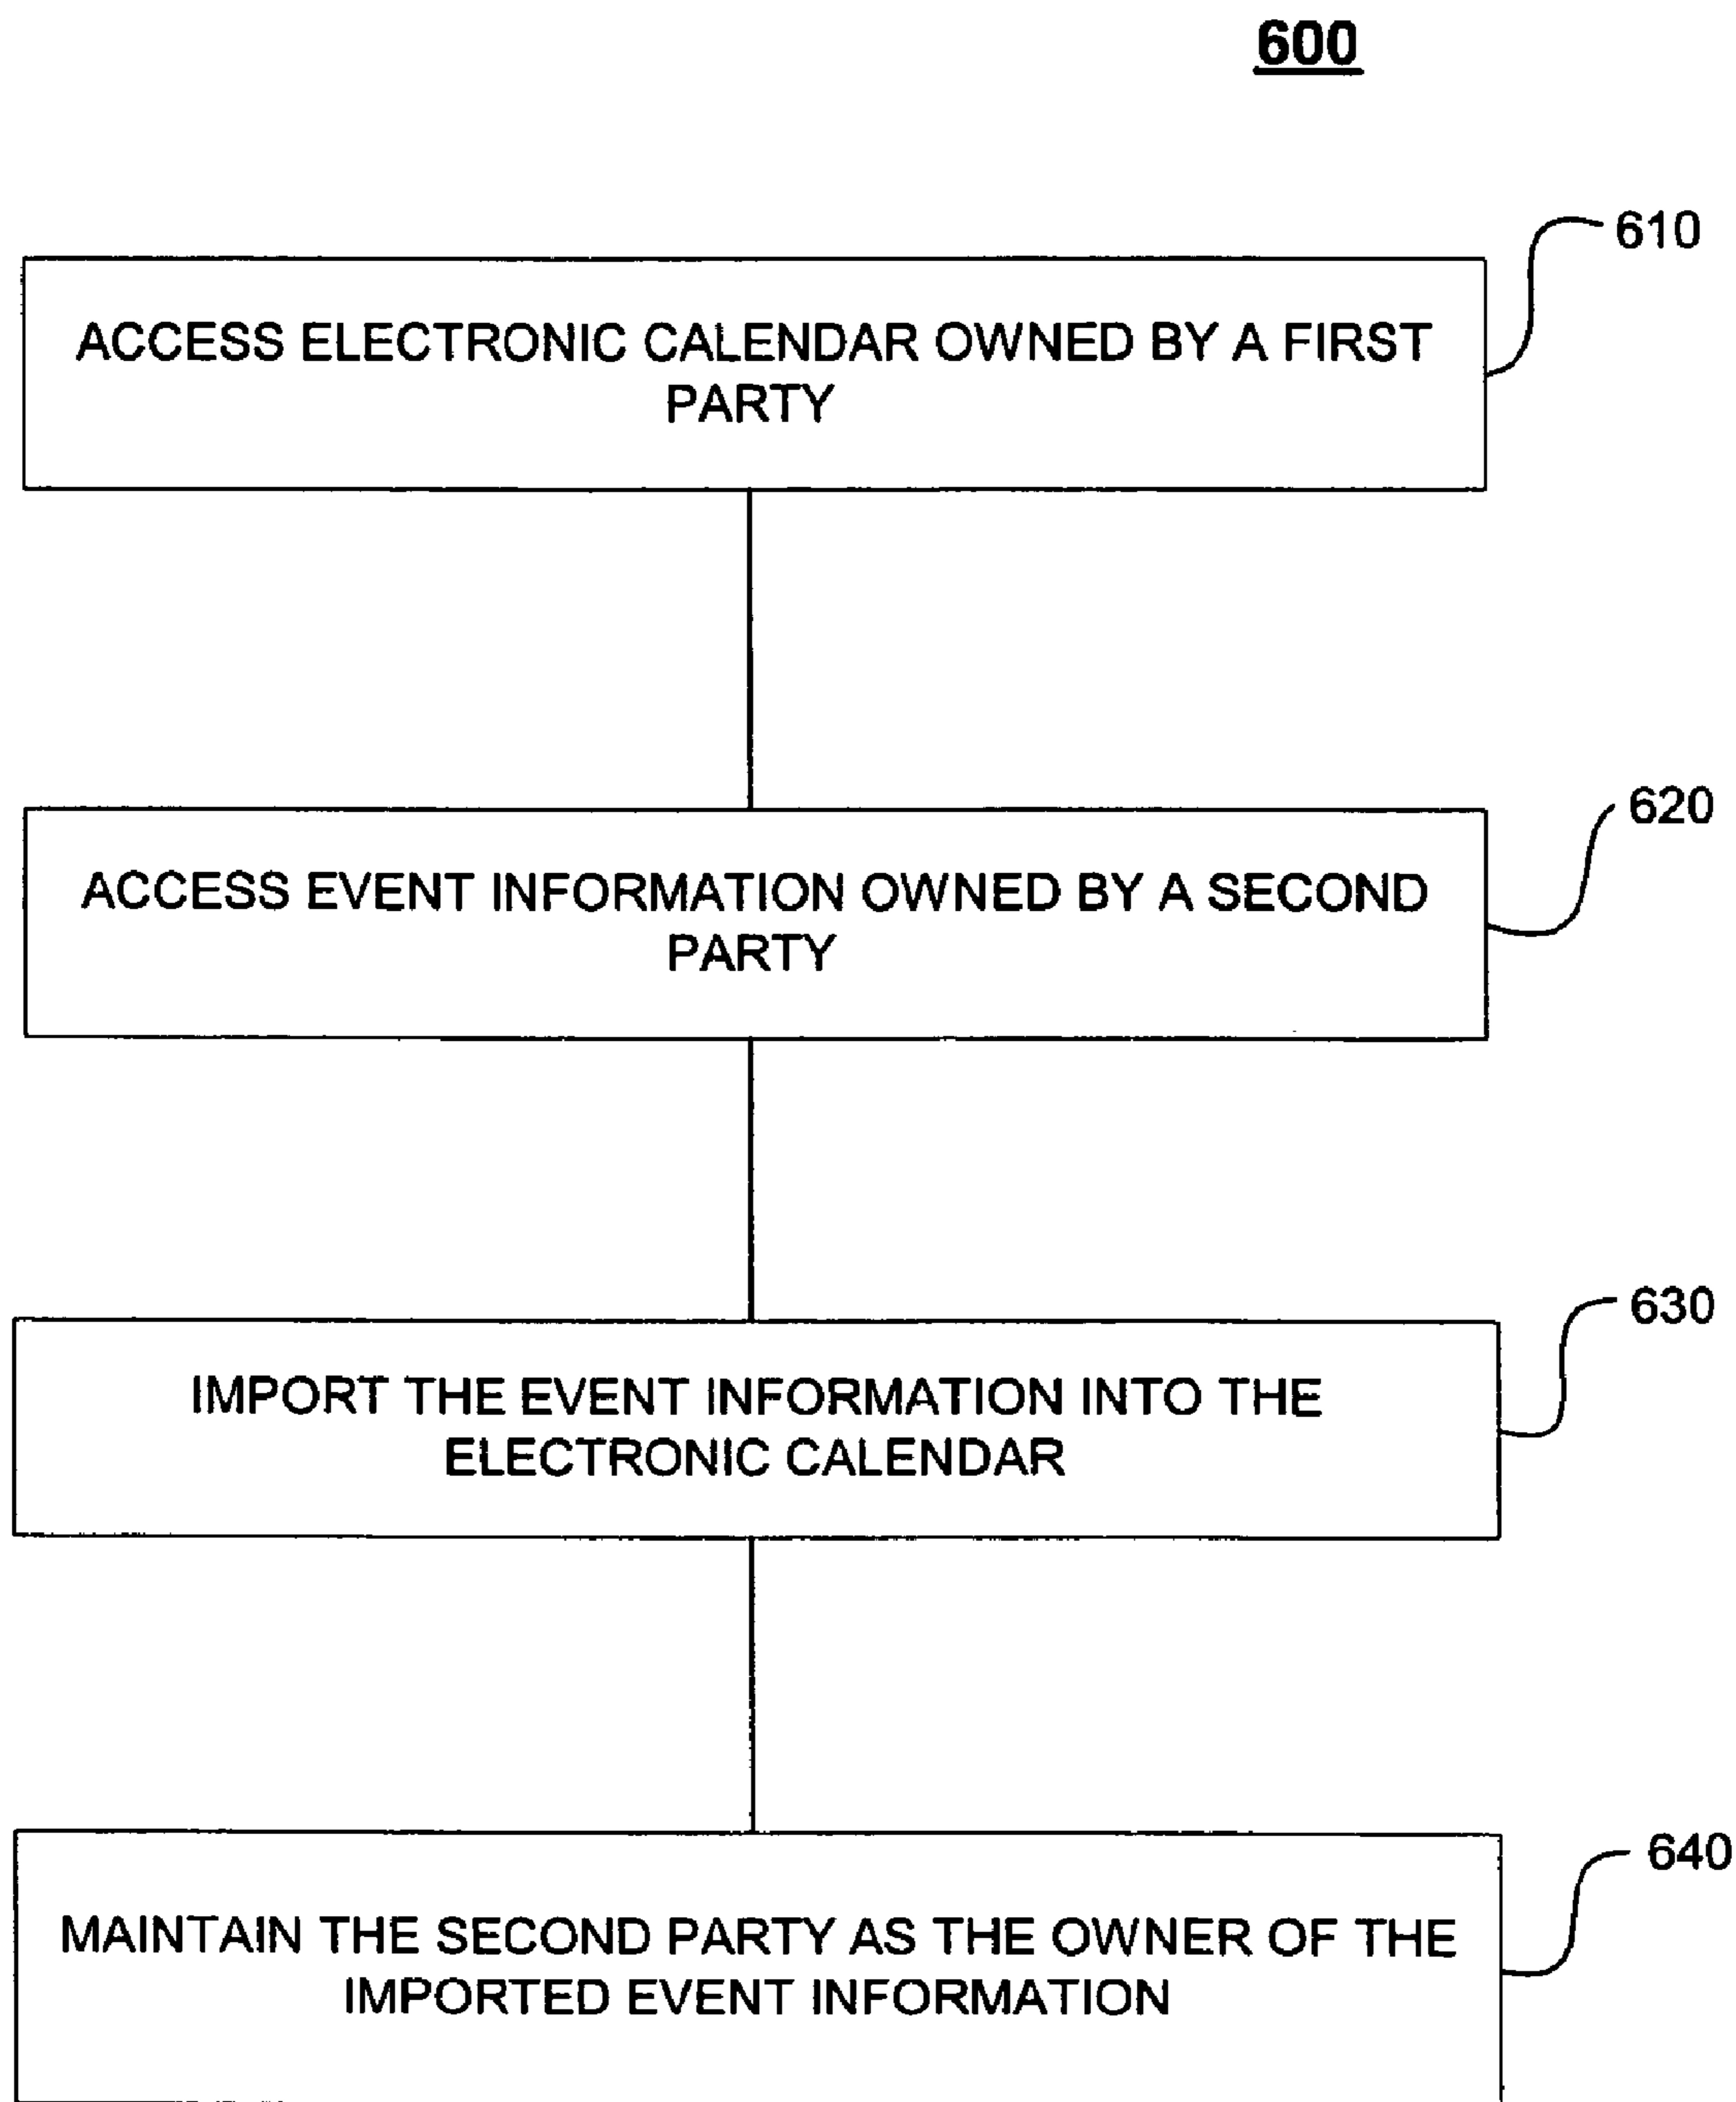 600
610
ACCESS ELECTRONIC CALENDAR OWNED BY A FIRST
PARTY
620
ACCESS EVENT INFORMATION OWNED BY A SECOND
PARTY
630
IMPORT THE EVENT INFORMATION INTO THE
ELECTRONIC CALENDAR
640
MAINTAIN THE SECOND PARTY AS THE OWNER OF THE
IMPORTED EVENT INFORMATION